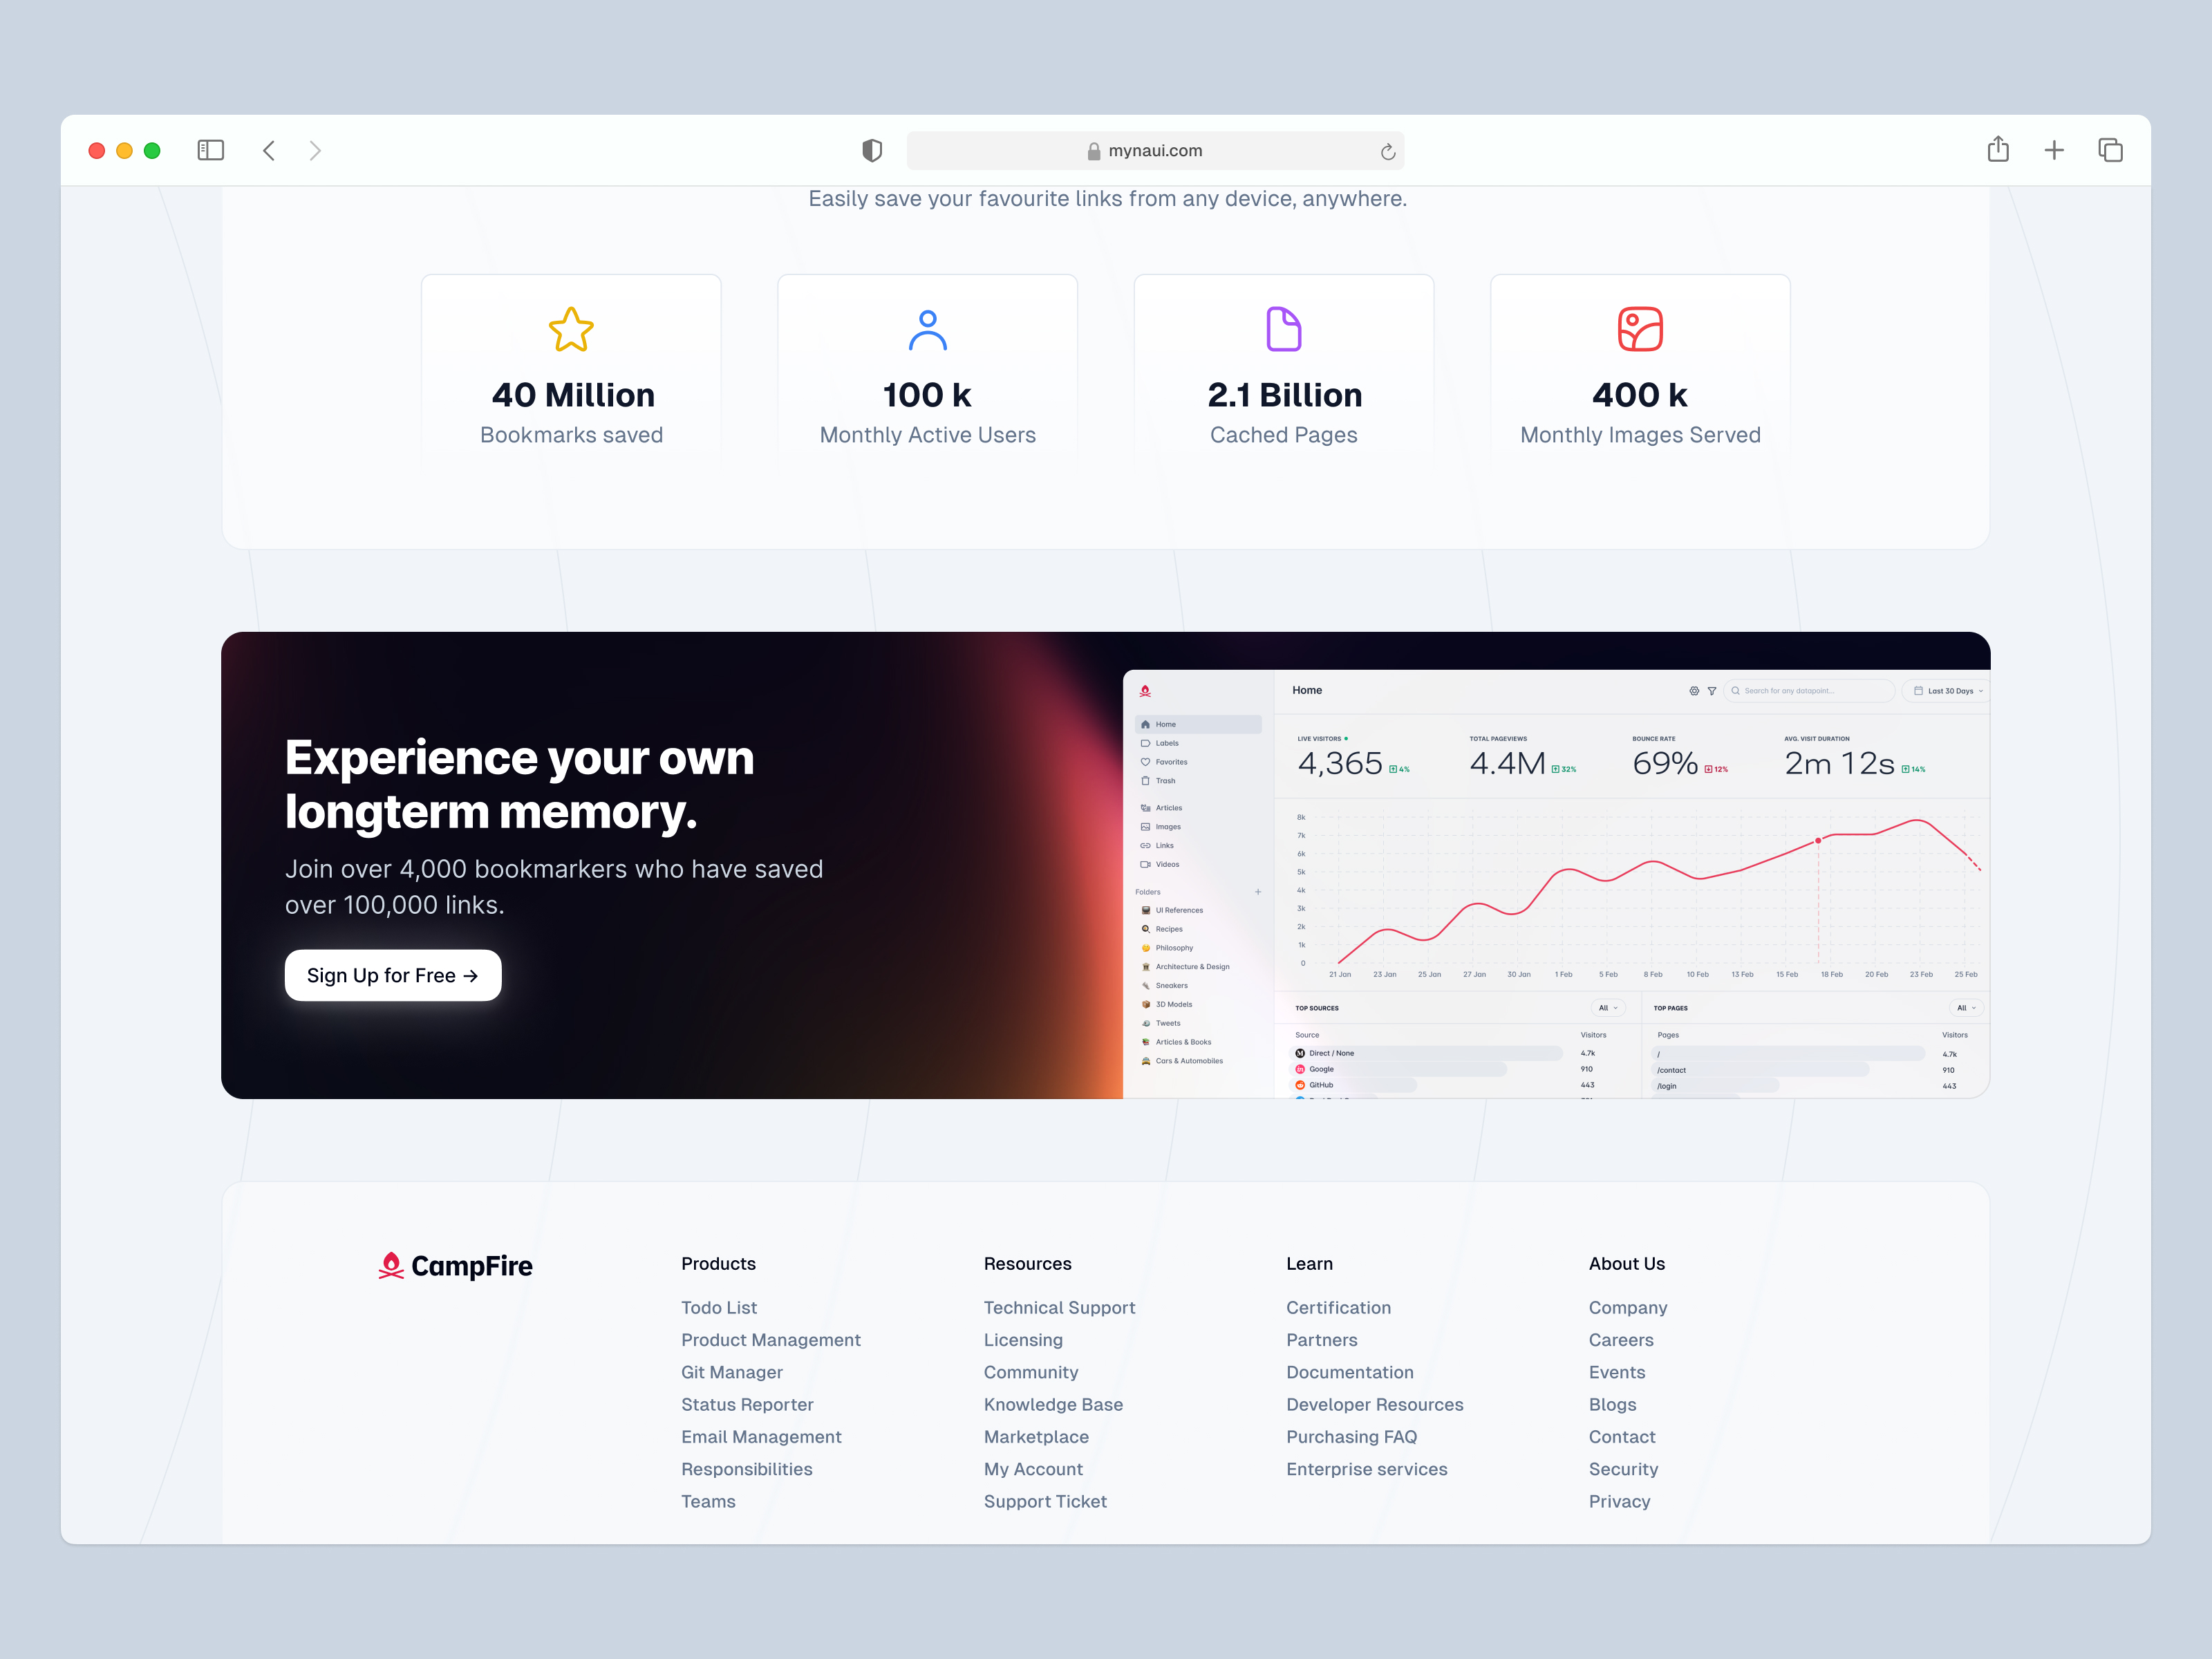 mynaui.com
Easily save your favourite links from any device, anywhere.
40 Million
Bookmarks saved
100 k
Monthly Active Users
2.1 Billion
Cached Pages
400 k
Monthly Images Served
Experience your own
longterm memory.
Join over 4,000 bookmarkers who have saved
over 100,000 links.
Sign Up for Free →
Home
Labels
Favorites
Trash
Articles
Images
Links
Videos
Folders
UI References
Recipes
Philosophy
Architecture & Design
Sneakers
3D Models
Tweets
Articles & Books
Cars & Automobiles
Home
Search for any datapoint...
Last 30 Days
LIVE VISITORS
4,365 4%
TOTAL PAGEVIEWS
4.4M 32%
BOUNCE RATE
69% 12%
AVG. VISIT DURATION
2m 12s 14%
8k
7k
6k
5k
4k
3k
2k
1k
0
21 Jan 23 Jan 25 Jan 27 Jan 30 Jan 1 Feb 5 Feb 8 Feb 10 Feb 13 Feb 15 Feb 18 Feb 20 Feb 23 Feb 25 Feb
TOP SOURCES All
Source Visitors
Direct / None 4.7k
Google 910
GitHub 443
TOP PAGES All
Pages Visitors
/ 4.7k
/contact 910
/login 443
CampFire
Products
Todo List
Product Management
Git Manager
Status Reporter
Email Management
Responsibilities
Teams
Resources
Technical Support
Licensing
Community
Knowledge Base
Marketplace
My Account
Support Ticket
Learn
Certification
Partners
Documentation
Developer Resources
Purchasing FAQ
Enterprise services
About Us
Company
Careers
Events
Blogs
Contact
Security
Privacy